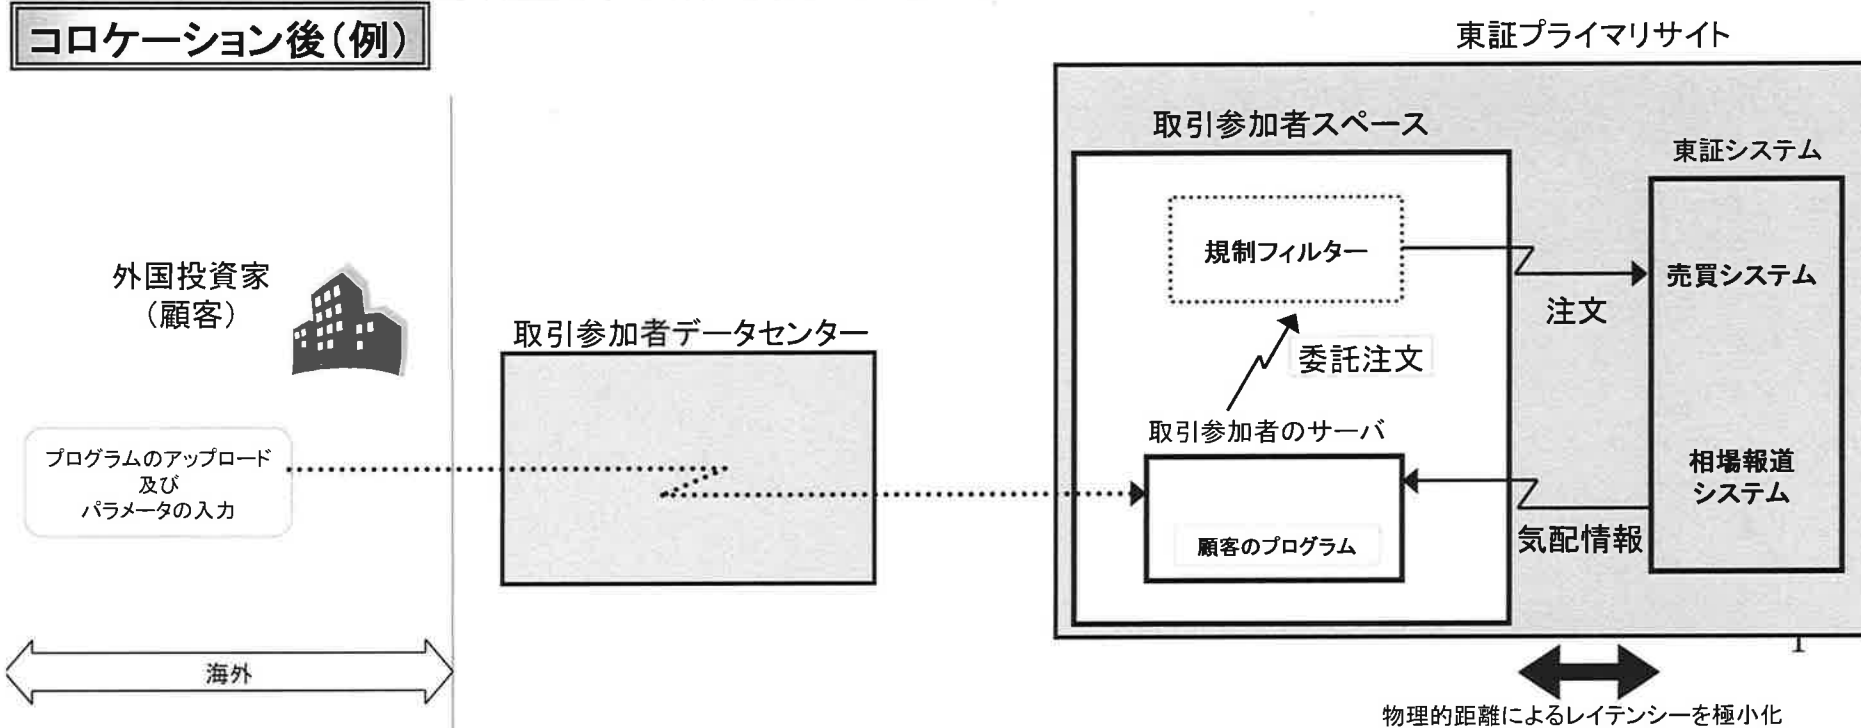 コロケーション後(例)
東証プライマリサイト
取引参加者スペース
東証システム
規制フィルター
売買システム
注文
外国投資家
(顧客)
取引参加者データセンター
委託注文
取引参加者のサーバ
プログラムのアップロード
及び
パラメータの入力
相場報道
システム
顧客のプログラム
気配情報
海外
1
物理的距離によるレイテンシーを極小化